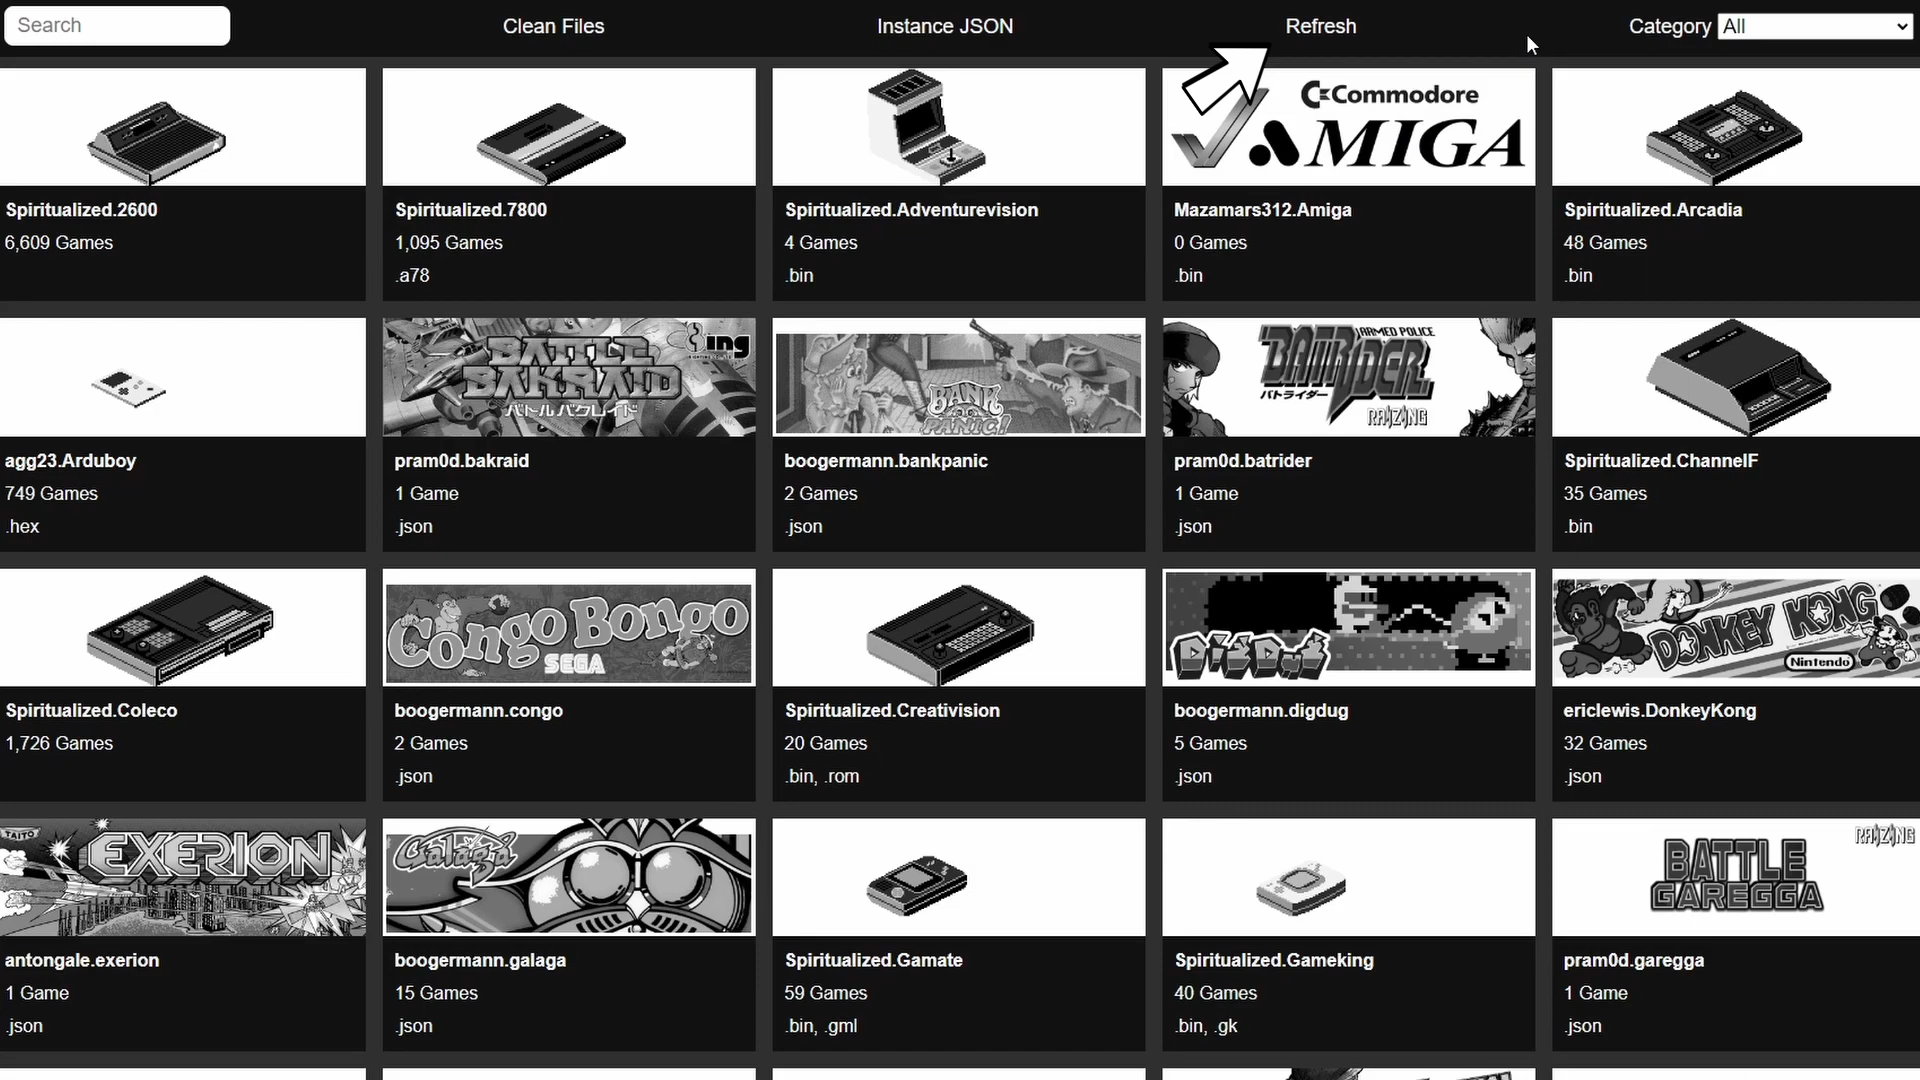 Search
Clean Files
Instance JSON
Refresh
Category All
Commodore
AMIGA
Spiritualized.2600
6,609 Games
Spiritualized.7800
1,095 Games
.a78
Spiritualized.Adventurevision
4 Games
.bin
Mazamars312.Amiga
0 Games
.bin
Spiritualized.Arcadia
48 Games
.bin
BATTLE
BAKRAID
バトルバクレイド
8ing
BANK
PANIC!
ARMED POLICE
BATRIDER
バトライダー
RAIZING
agg23.Arduboy
749 Games
.hex
pram0d.bakraid
1 Game
.json
boogermann.bankpanic
2 Games
.json
pram0d.batrider
1 Game
.json
Spiritualized.ChannelF
35 Games
.bin
Congo Bongo
SEGA
DIG DUG
DONKEY KONG
Nintendo
Spiritualized.Coleco
1,726 Games
boogermann.congo
2 Games
.json
Spiritualized.Creativision
20 Games
.bin, .rom
boogermann.digdug
5 Games
.json
ericlewis.DonkeyKong
32 Games
.json
TAITO
EXERION
Galaga
RAIZING
BATTLE
GAREGGA
antongale.exerion
1 Game
.json
boogermann.galaga
15 Games
.json
Spiritualized.Gamate
59 Games
.bin, .gml
Spiritualized.Gameking
40 Games
.bin, .gk
pram0d.garegga
1 Game
.json